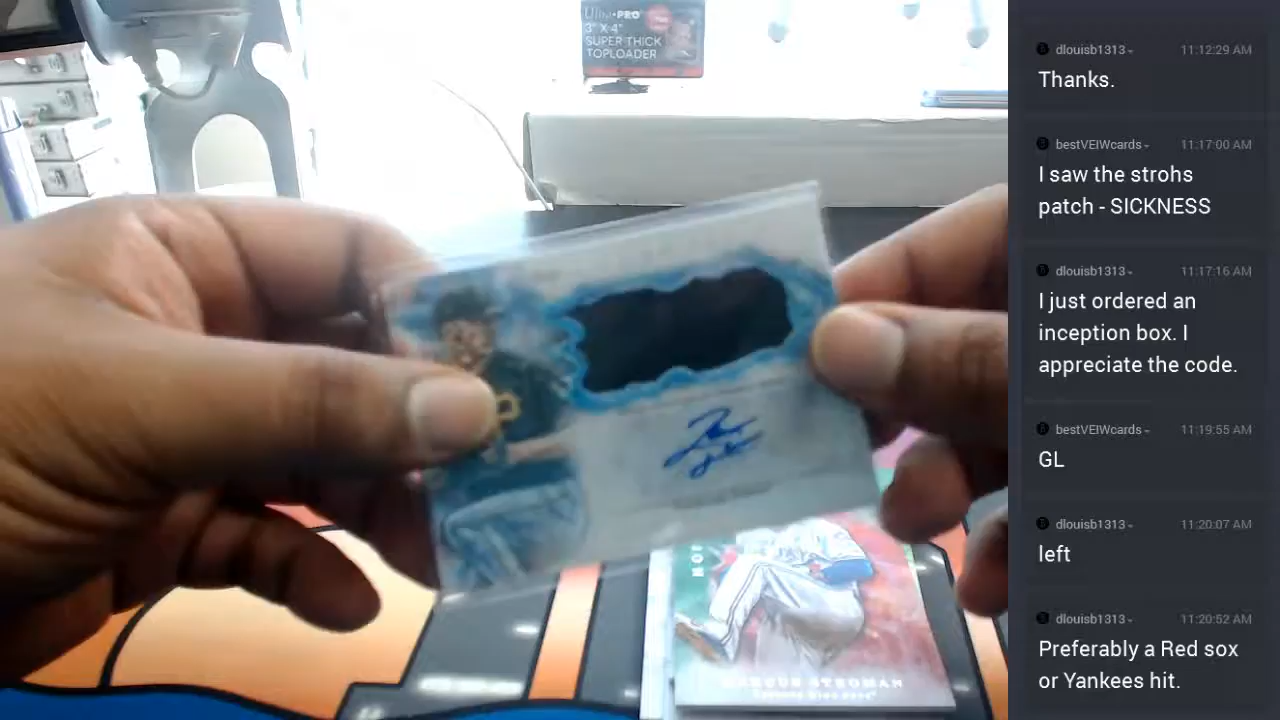 Ultra•PRO
3" X 4"
SUPER THICK
TOPLOADER
MARCUS STROMAN
dlouisb1313 11:12:29 AM
Thanks.
bestVEIWcards 11:17:00 AM
I saw the strohs
patch - SICKNESS
dlouisb1313 11:17:16 AM
I just ordered an
inception box. I
appreciate the code.
bestVEIWcards 11:19:55 AM
GL
dlouisb1313 11:20:07 AM
left
dlouisb1313 11:20:52 AM
Preferably a Red sox
or Yankees hit.